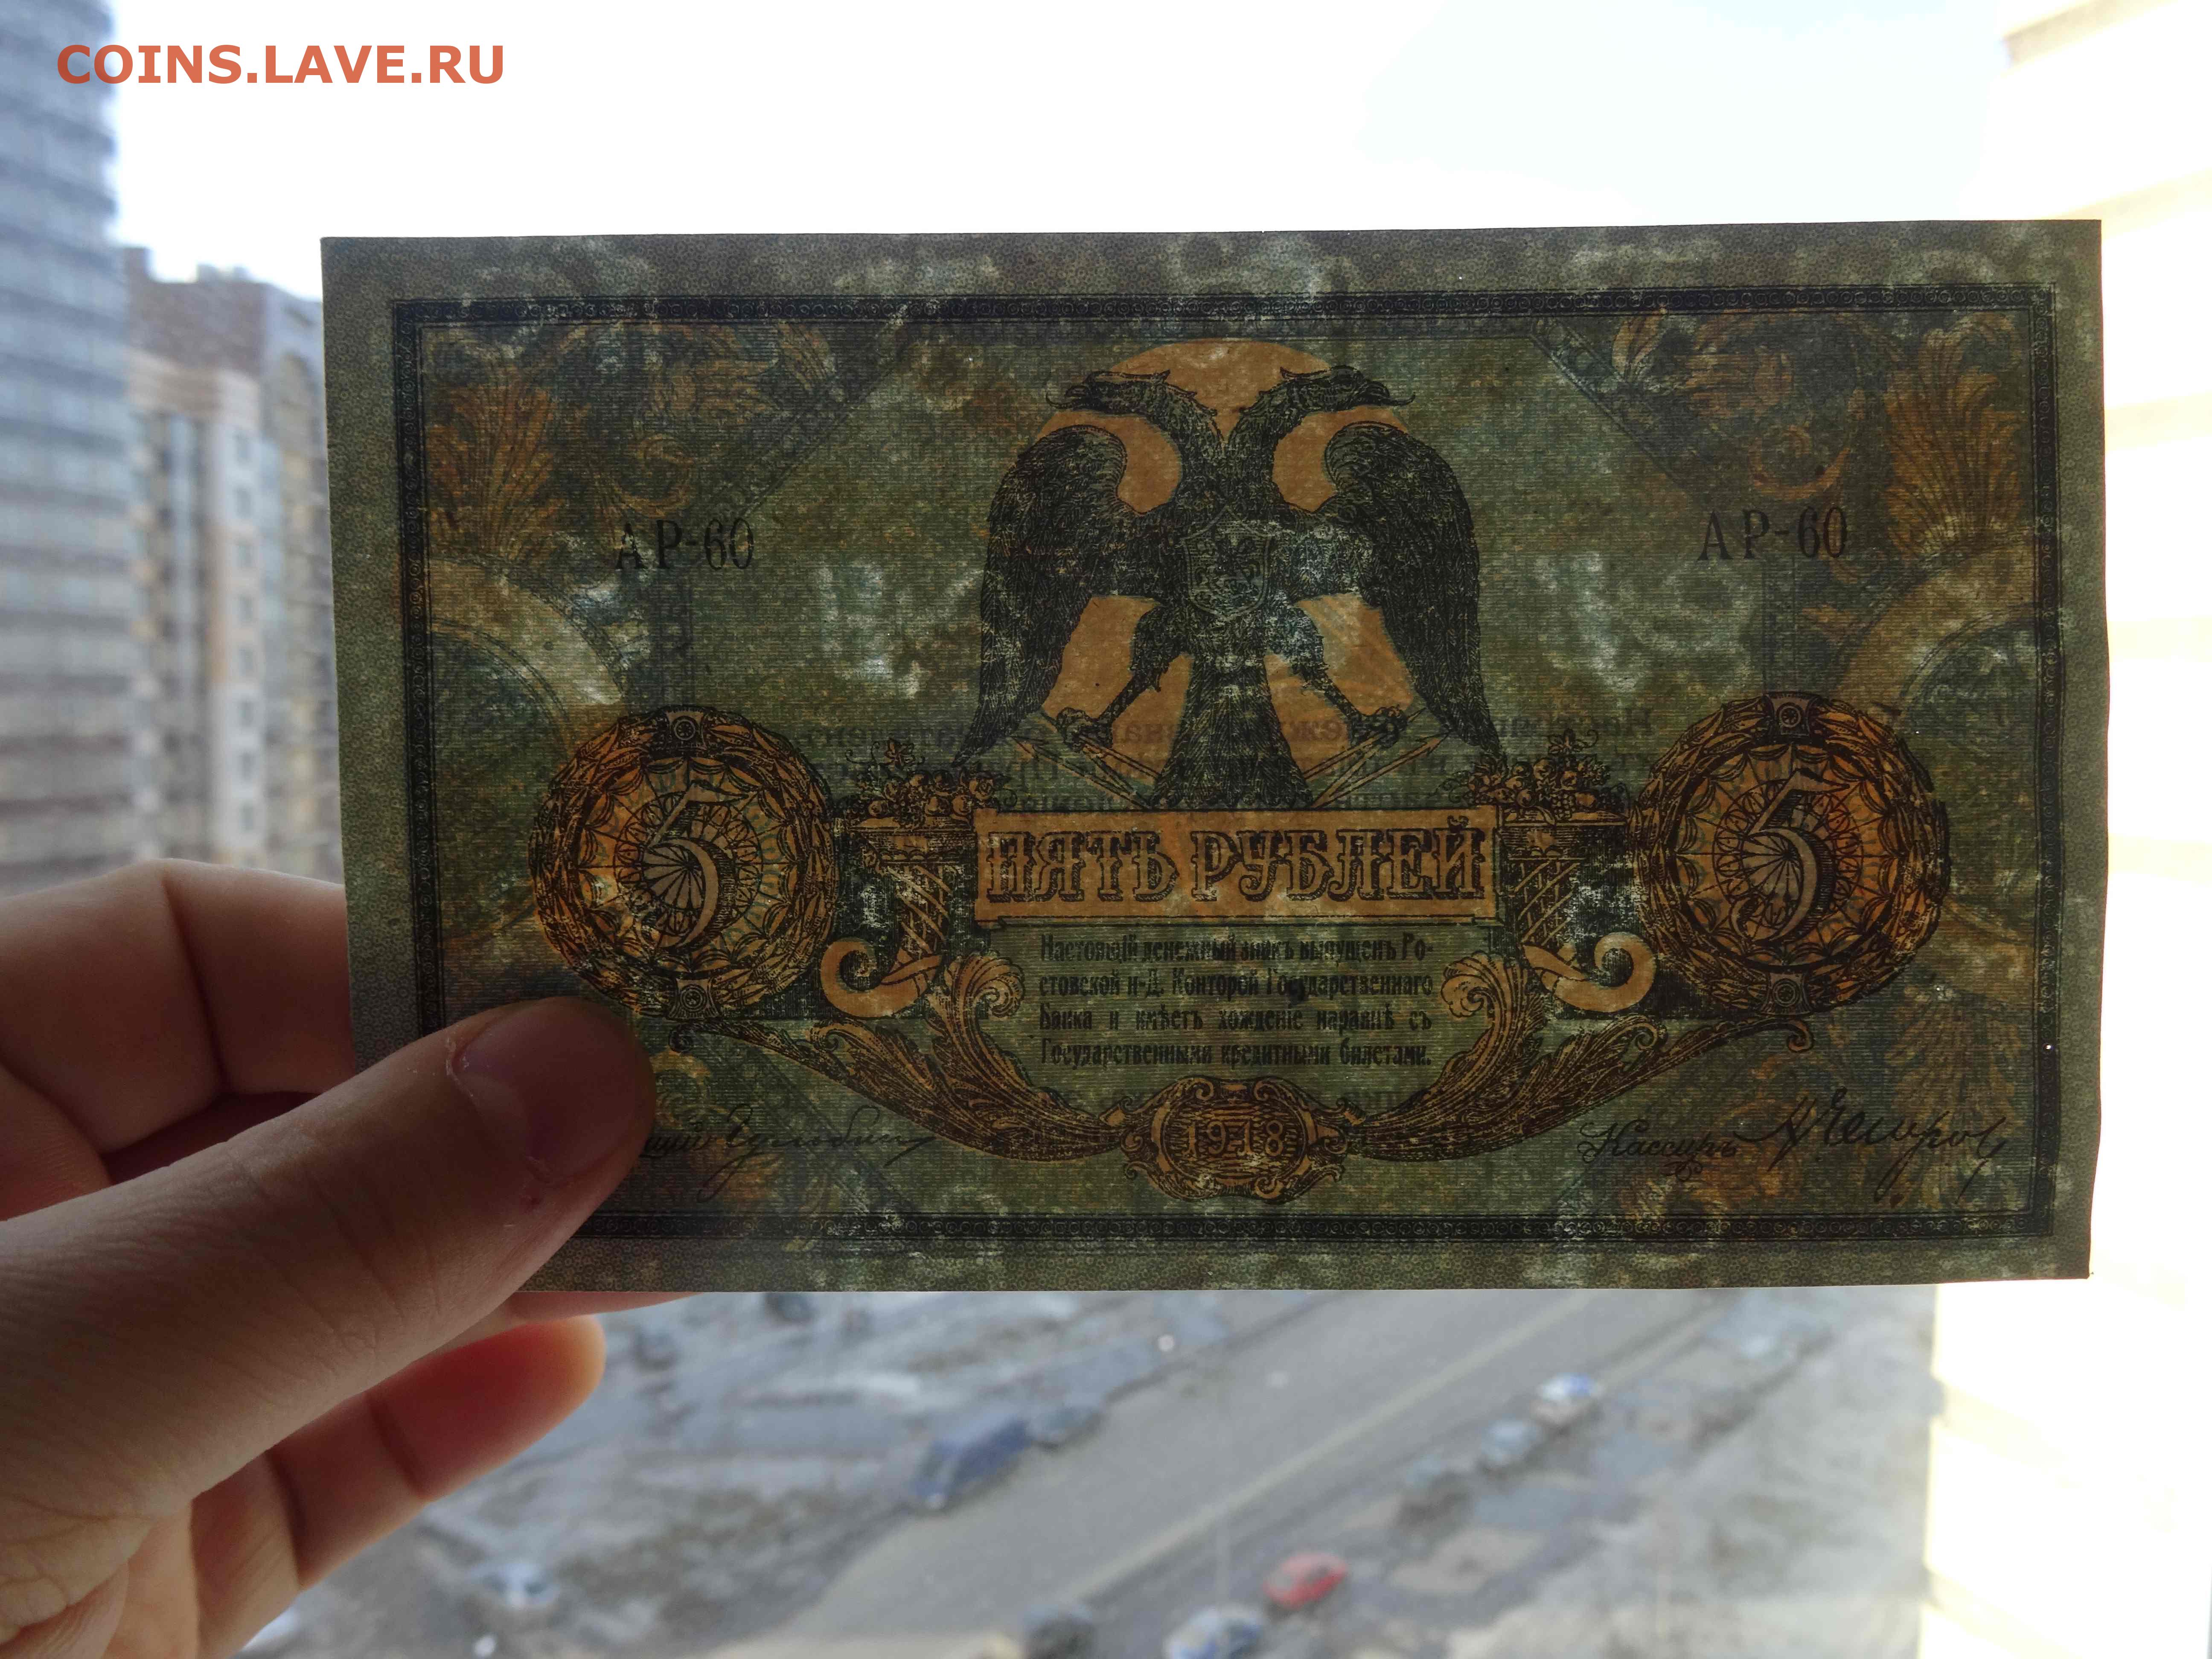 COINS.LAVE.RU
АР-60 АР-60
5 ПЯТЬ РУБЛЕЙ 5
Настоящій денежный знакъ выпущенъ Ро-
стовской н-Д. Конторой Государственнаго
Банка и имѣетъ хожденіе наравнѣ съ
Государственными кредитными билетами.
1918
Кассиръ